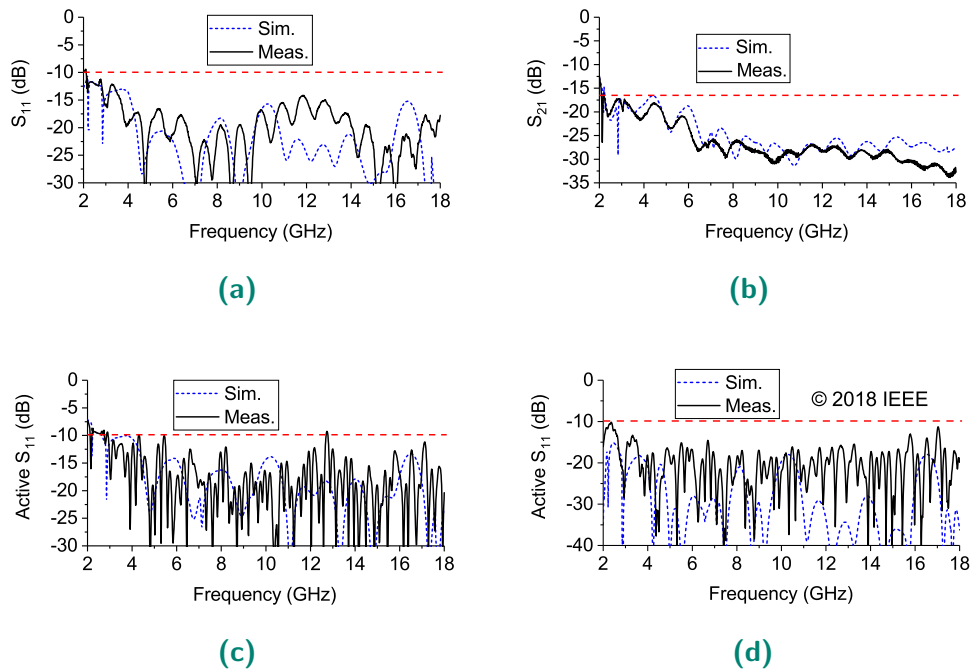 0
-5
-10
-15
-20
-25
-30
S11 (dB)
Sim.
Meas.
2 4 6 8 10 12 14 16 18
Frequency (GHz)
(a)
0
-5
-10
-15
-20
-25
-30
-35
S21 (dB)
Sim.
Meas.
2 4 6 8 10 12 14 16 18
Frequency (GHz)
(b)
0
-5
-10
-15
-20
-25
-30
Active S11 (dB)
Sim.
Meas.
2 4 6 8 10 12 14 16 18
Frequency (GHz)
(c)
0
-10
-20
-30
-40
Active S11 (dB)
Sim.
Meas.
© 2018 IEEE
2 4 6 8 10 12 14 16 18
Frequency (GHz)
(d)